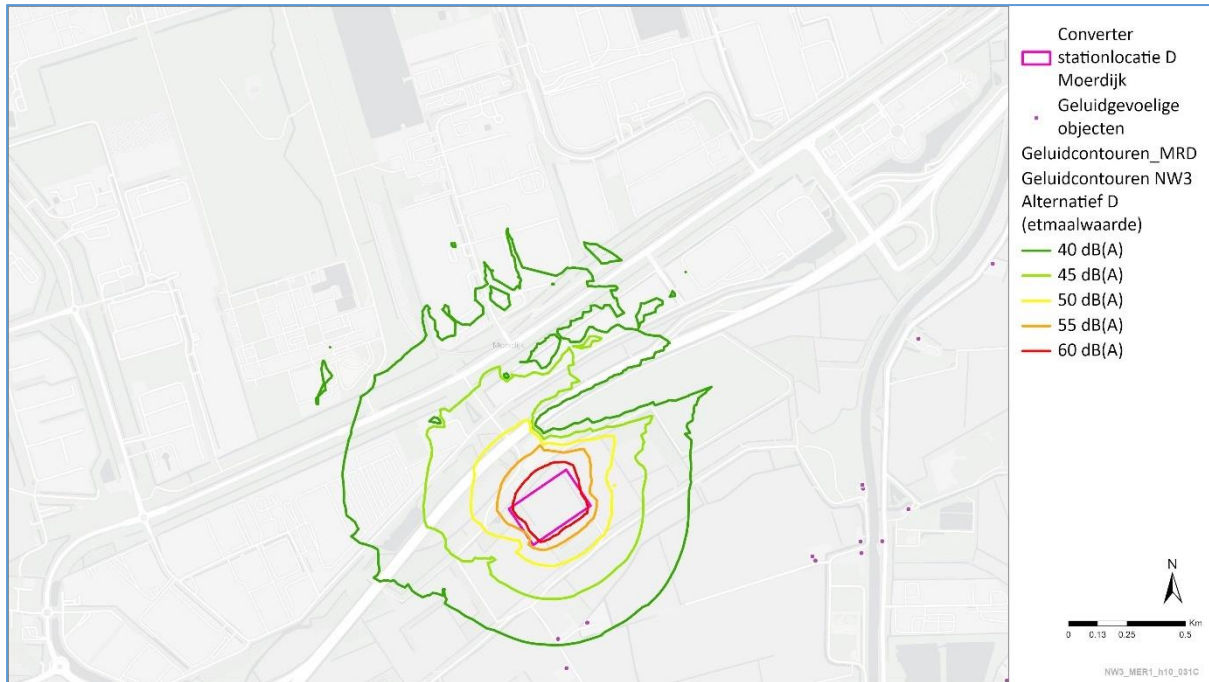 Moerdijk
Converter
stationlocatie D
Moerdijk
Geluidgevoelige
objecten
Geluidcontouren_MRD
Geluidcontouren NW3
Alternatief D
(etmaalwaarde)
40 dB(A)
45 dB(A)
50 dB(A)
55 dB(A)
60 dB(A)
N
Km
0 0.13 0.25 0.5
NW3_MER1_h10_031C